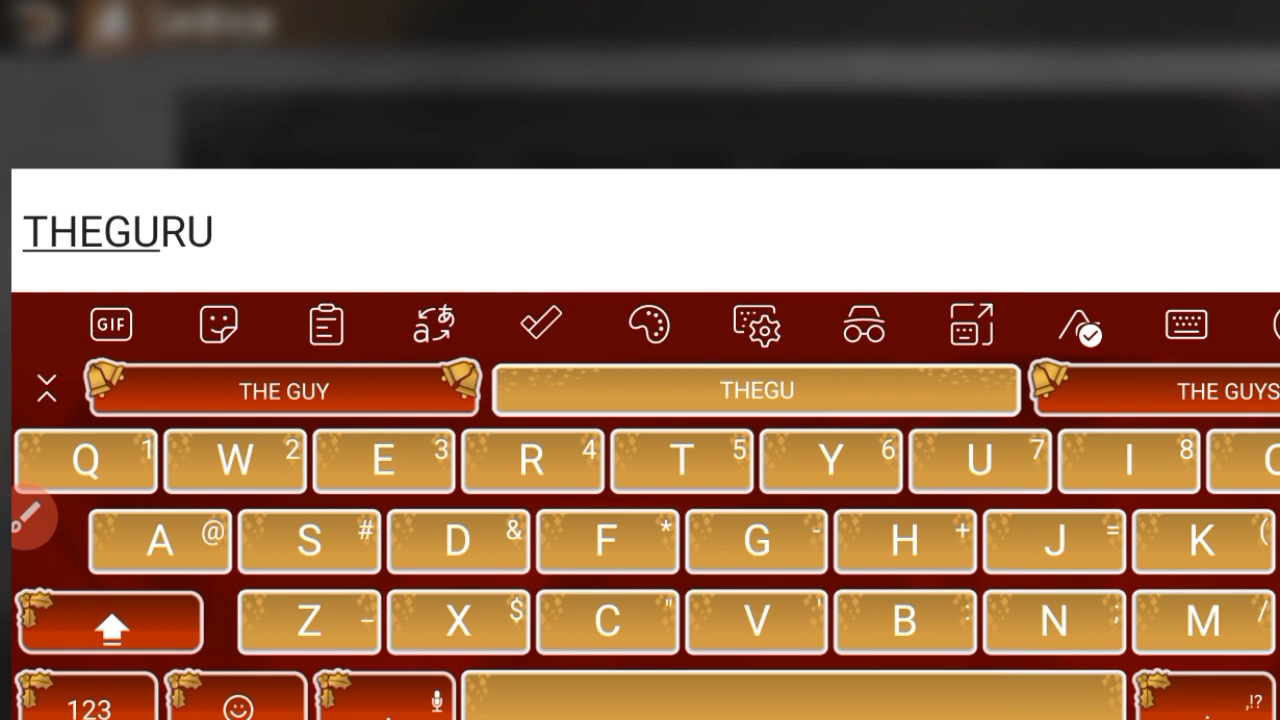 THEGURU
GIF
THE GUY THEGU THE GUYS
Q 1 W 2 E 3 R 4 T 5 Y 6 U 7 I 8
A @ S # D & F * G - H + J = K (
Z _ X $ C " V ' B : N ; M /
123 . ,!?